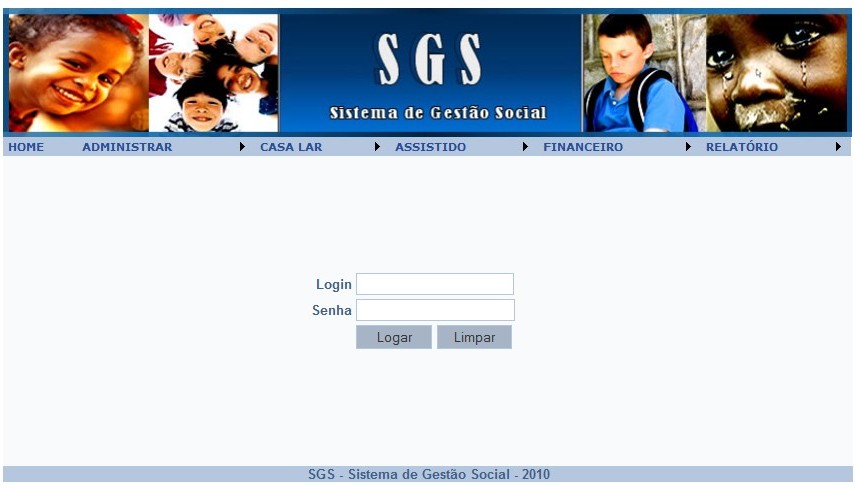 SGS
Sistema de Gestão Social
HOME ADMINISTRAR CASA LAR ASSISTIDO FINANCEIRO RELATÓRIO
Login
Senha
Logar Limpar
SGS - Sistema de Gestão Social - 2010